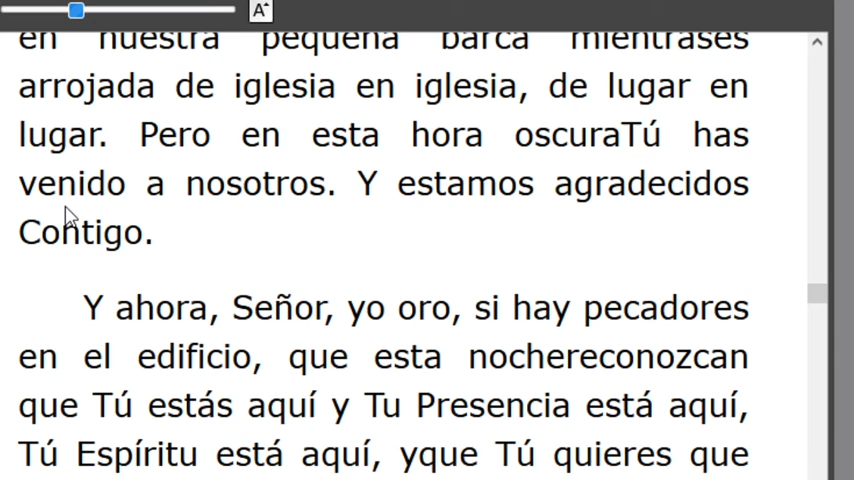 A
en nuestra pequeña barca mientrases
arrojada de iglesia en iglesia, de lugar en
lugar. Pero en esta hora oscuraTú has
venido a nosotros. Y estamos agradecidos
Contigo.
Y ahora, Señor, yo oro, si hay pecadores
en el edificio, que esta nochereconozcan
que Tú estás aquí y Tu Presencia está aquí,
Tú Espíritu está aquí, yque Tú quieres que